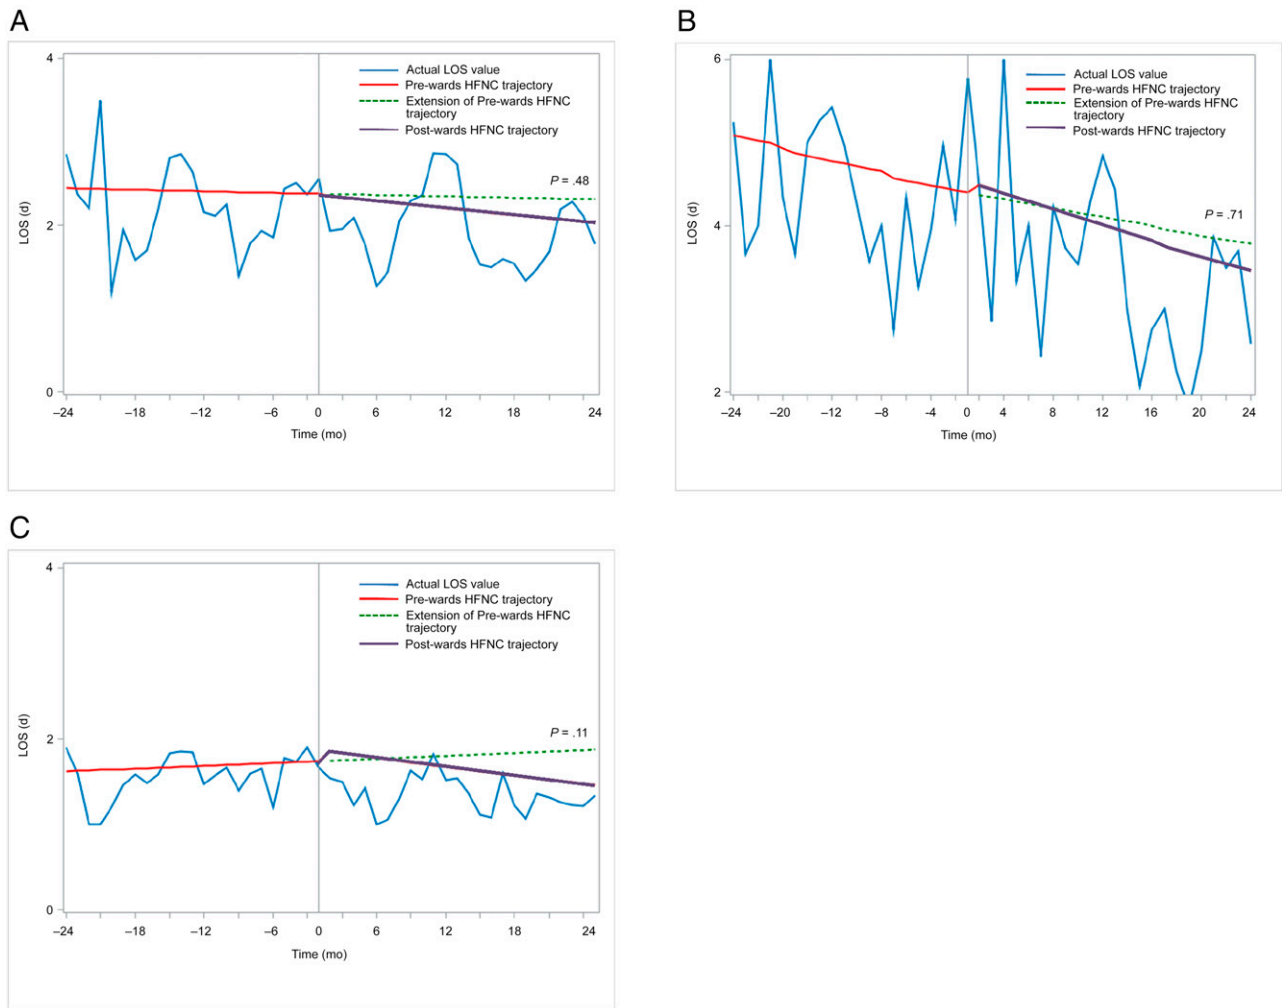 A
4
2
0
LOS (d)
Actual LOS value
Pre-wards HFNC trajectory
Extension of Pre-wards HFNC
trajectory
Post-wards HFNC trajectory
P = .48
–24 –18 –12 –6 0 6 12 18 24
Time (mo)
B
6
4
2
LOS (d)
Actual LOS value
Pre-wards HFNC trajectory
Extension of Pre-wards HFNC
trajectory
Post-wards HFNC trajectory
P = .71
–24 –20 –12 –8 -4 0 4 8 12 16 20 24
Time (mo)
C
4
2
0
LOS (d)
Actual LOS value
Pre-wards HFNC trajectory
Extension of Pre-wards HFNC
trajectory
Post-wards HFNC trajectory
P = .11
–24 –18 –12 –6 0 6 12 18 24
Time (mo)